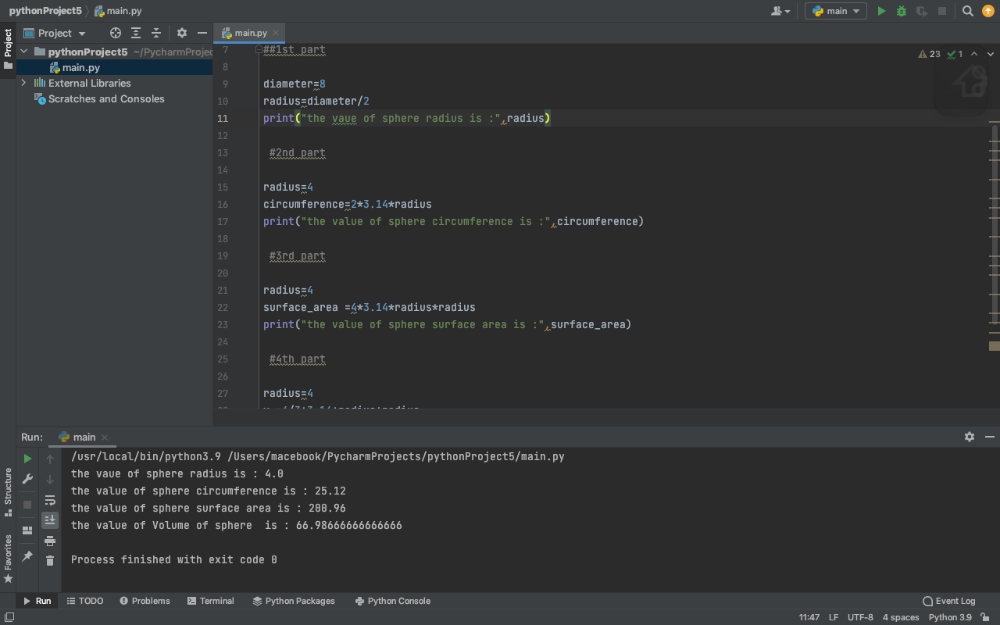 pythonProject5 main.py main
Project main.py
pythonProject5 ~/PycharmProjec
main.py
External Libraries
Scratches and Consoles
Project
Structure
Favorites
23 1
7 ##1st part
8
9 diameter=8
10 radius=diameter/2
11 print("the vaue of sphere radius is :",radius)
12
13 #2nd part
14
15 radius=4
16 circumference=2*3.14*radius
17 print("the value of sphere circumference is :",circumference)
18
19 #3rd part
20
21 radius=4
22 surface_area =4*3.14*radius*radius
23 print("the value of sphere surface area is :",surface_area)
24
25 #4th part
26
27 radius=4
Run: main
/usr/local/bin/python3.9 /Users/macebook/PycharmProjects/pythonProject5/main.py
the vaue of sphere radius is : 4.0
the value of sphere circumference is : 25.12
the value of sphere surface area is : 200.96
the value of Volume of sphere  is : 66.98666666666666
Process finished with exit code 0
Run TODO Problems Terminal Python Packages Python Console Event Log
11:47 LF UTF-8 4 spaces Python 3.9